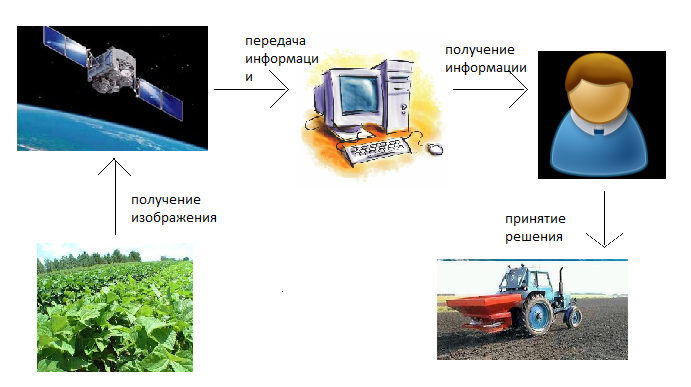 передача
информаци
и
получение
информации
получение
изображения
принятие
решения